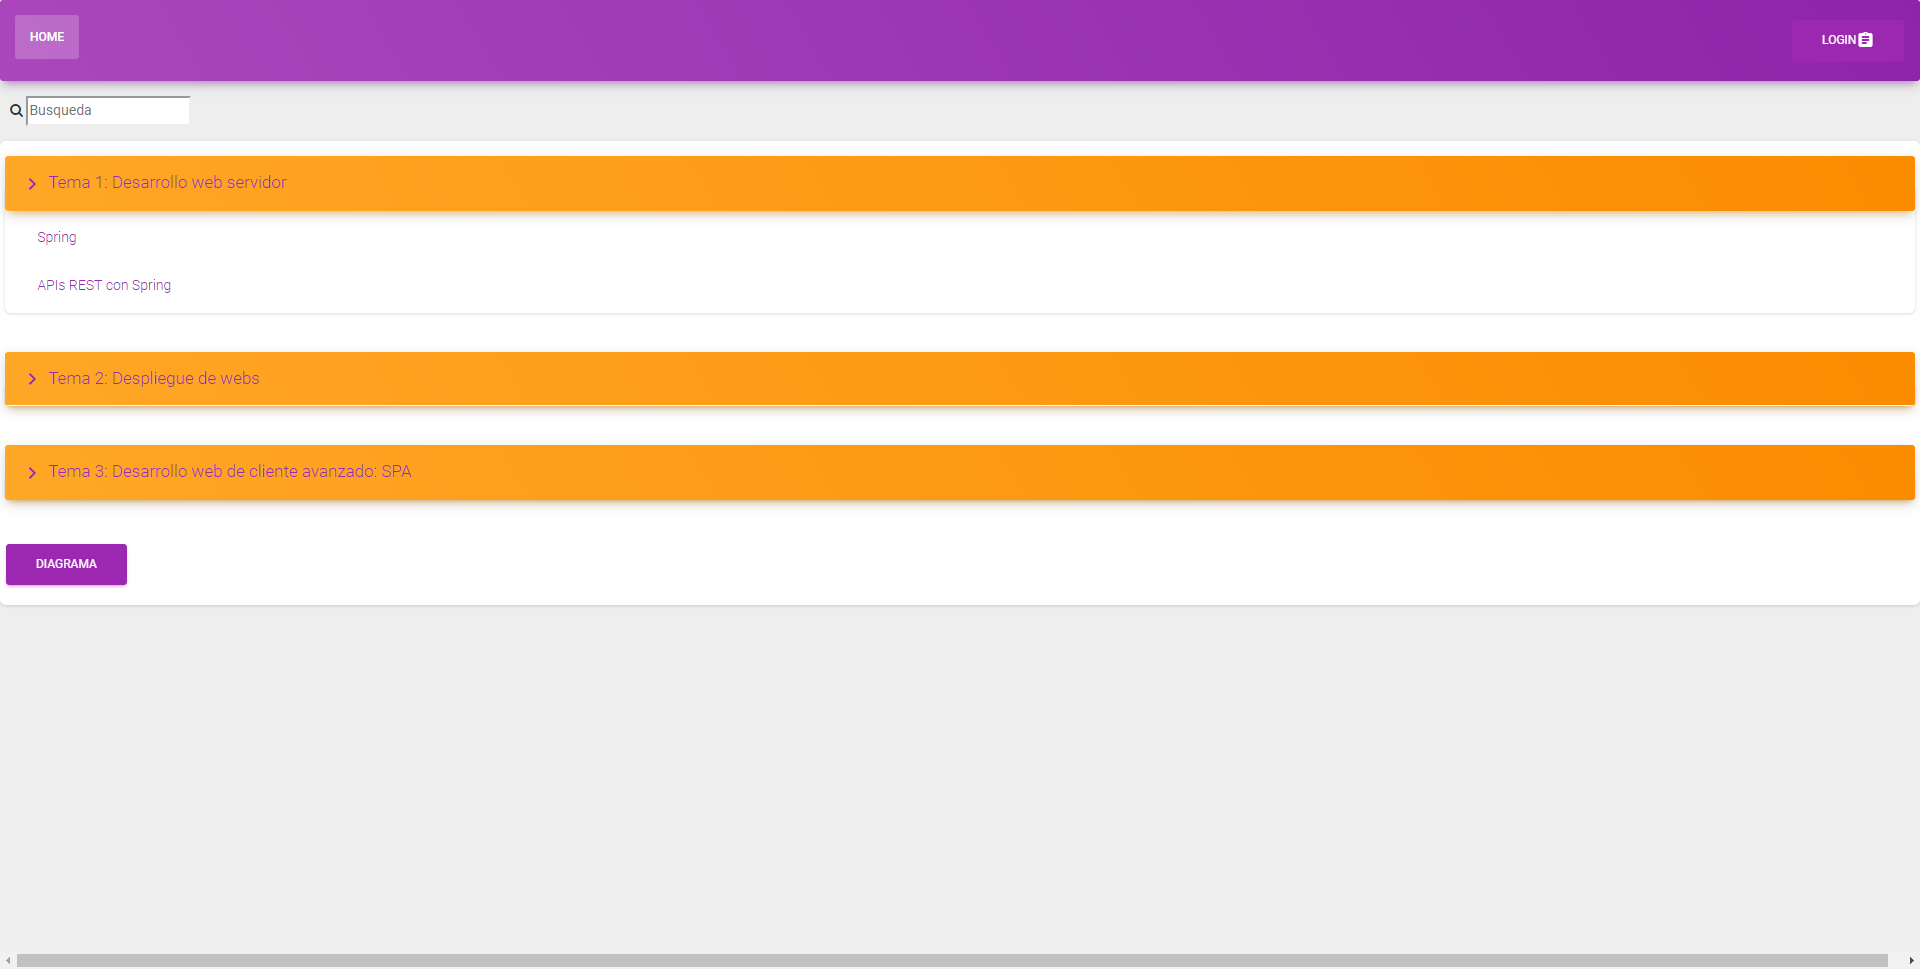 HOME
LOGIN
Busqueda
Tema 1: Desarrollo web servidor
Spring
APIs REST con Spring
Tema 2: Despliegue de webs
Tema 3: Desarrollo web de cliente avanzado: SPA
DIAGRAMA